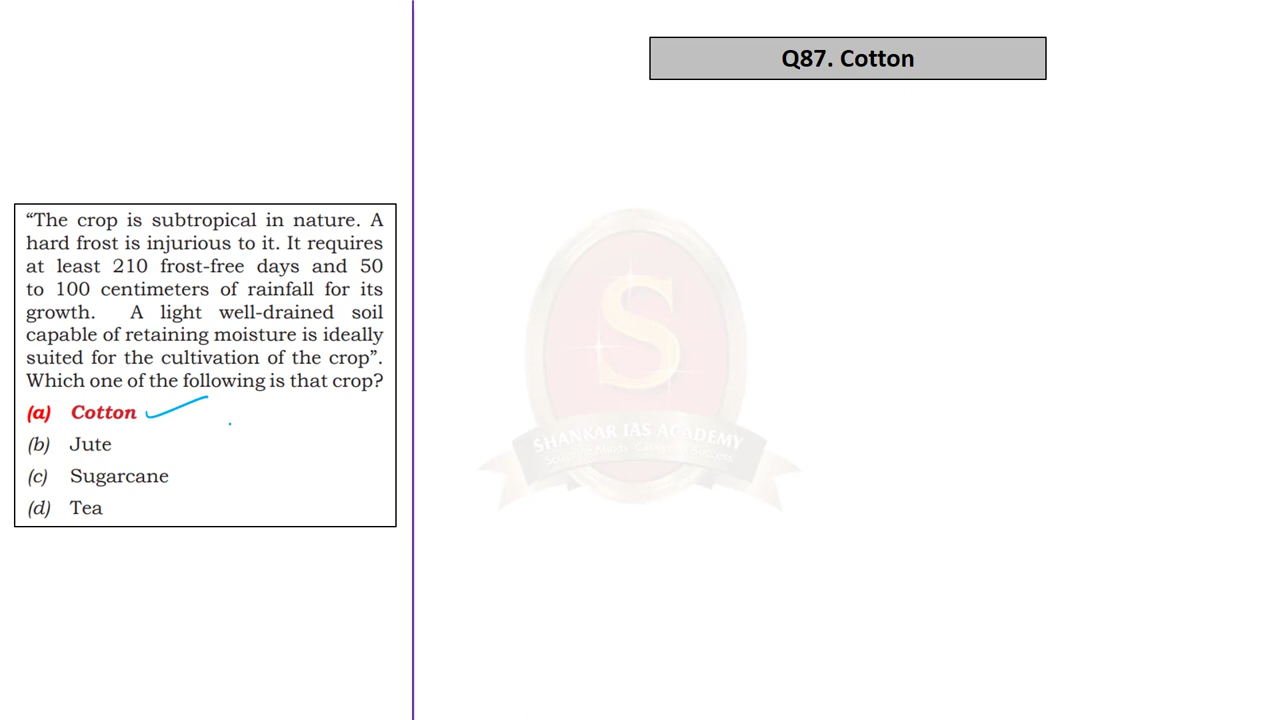 Q87. Cotton
“The crop is subtropical in nature. A
hard frost is injurious to it. It requires
at least 210 frost-free days and 50
to 100 centimeters of rainfall for its
growth. A light well-drained soil
capable of retaining moisture is ideally
suited for the cultivation of the crop”.
Which one of the following is that crop?
(a) Cotton
(b) Jute
(c) Sugarcane
(d) Tea
S
SHANKAR IAS ACADEMY